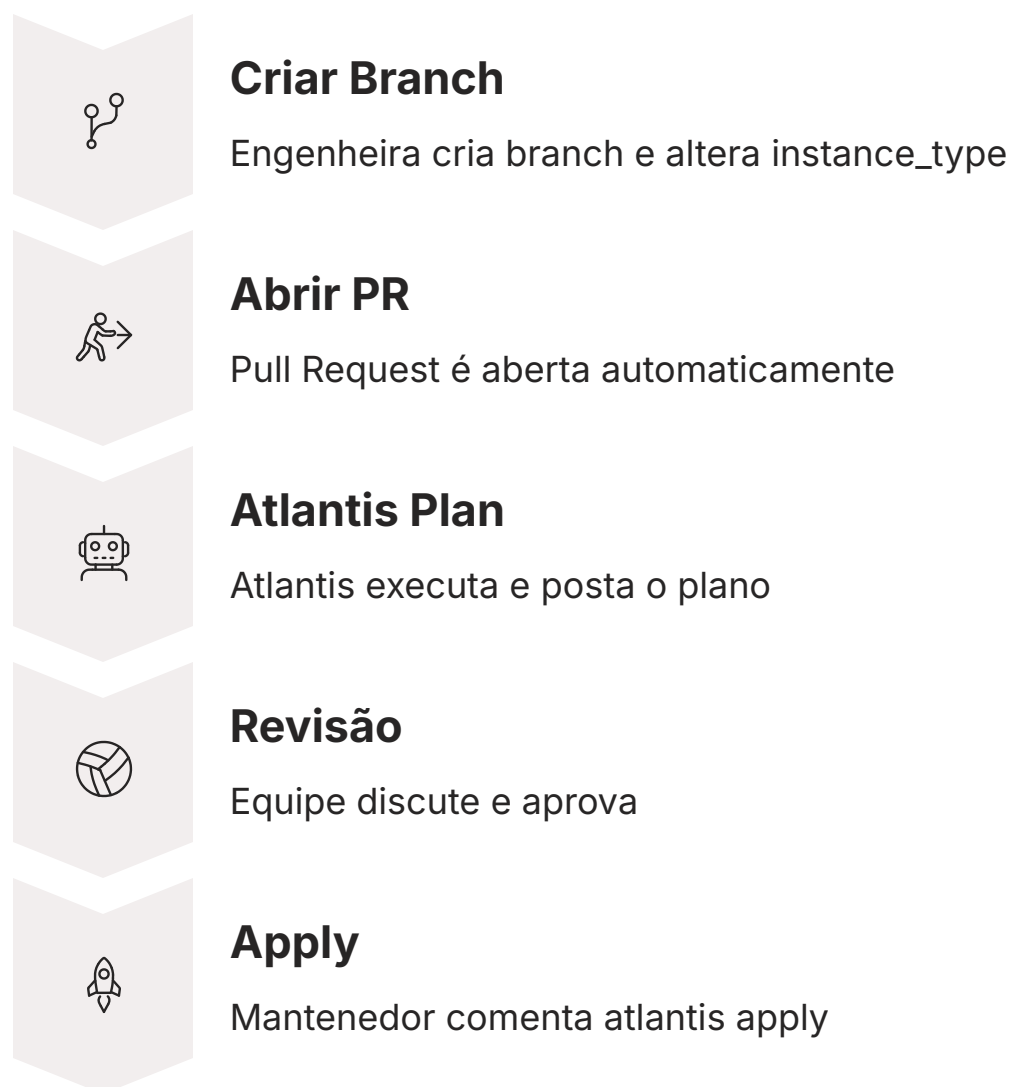 Criar Branch
Engenheira cria branch e altera instance_type
Abrir PR
Pull Request é aberta automaticamente
Atlantis Plan
Atlantis executa e posta o plano
Revisão
Equipe discute e aprova
Apply
Mantenedor comenta atlantis apply